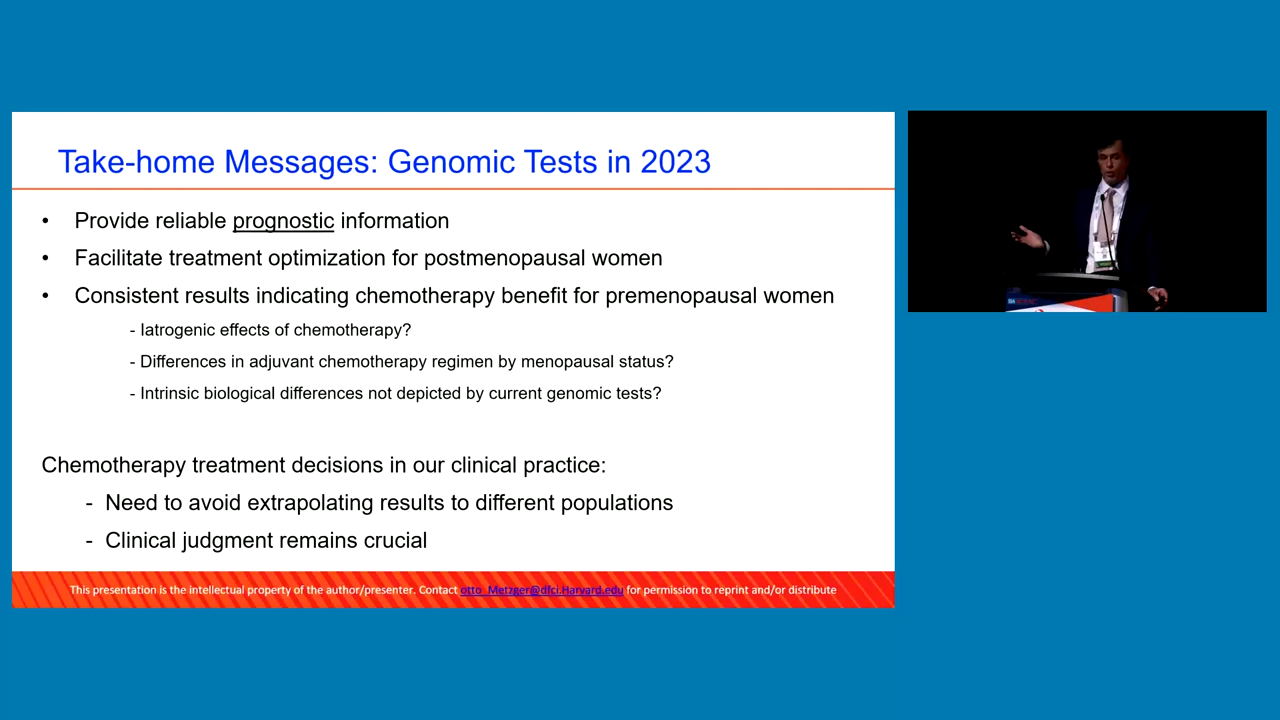 Take-home Messages: Genomic Tests in 2023
• Provide reliable prognostic information
• Facilitate treatment optimization for postmenopausal women
• Consistent results indicating chemotherapy benefit for premenopausal women
- Iatrogenic effects of chemotherapy?
- Differences in adjuvant chemotherapy regimen by menopausal status?
- Intrinsic biological differences not depicted by current genomic tests?
Chemotherapy treatment decisions in our clinical practice:
- Need to avoid extrapolating results to different populations
- Clinical judgment remains crucial
This presentation is the intellectual property of the author/presenter. Contact otto_Metzger@dfci.Harvard.edu for permission to reprint and/or distribute